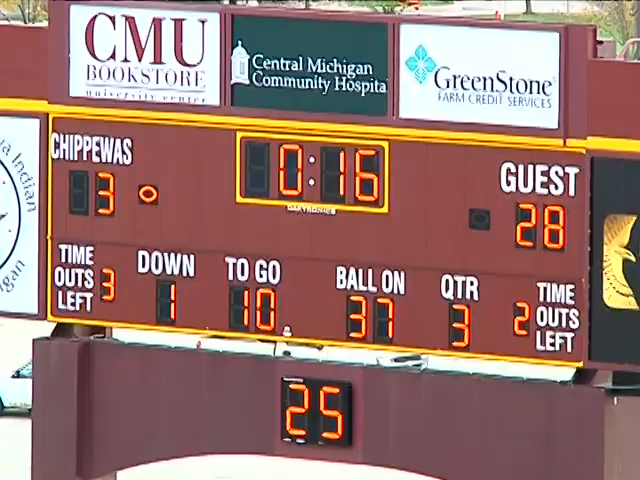 CMU
BOOKSTORE
university center
Central Michigan
Community Hospital
GreenStone
FARM CREDIT SERVICES
CHIPPEWAS
3
0:16
DAKTRONICS
GUEST
28
TIME
OUTS
LEFT
3
DOWN
1
TO GO
10
BALL ON
37
QTR
3
2
TIME
OUTS
LEFT
25